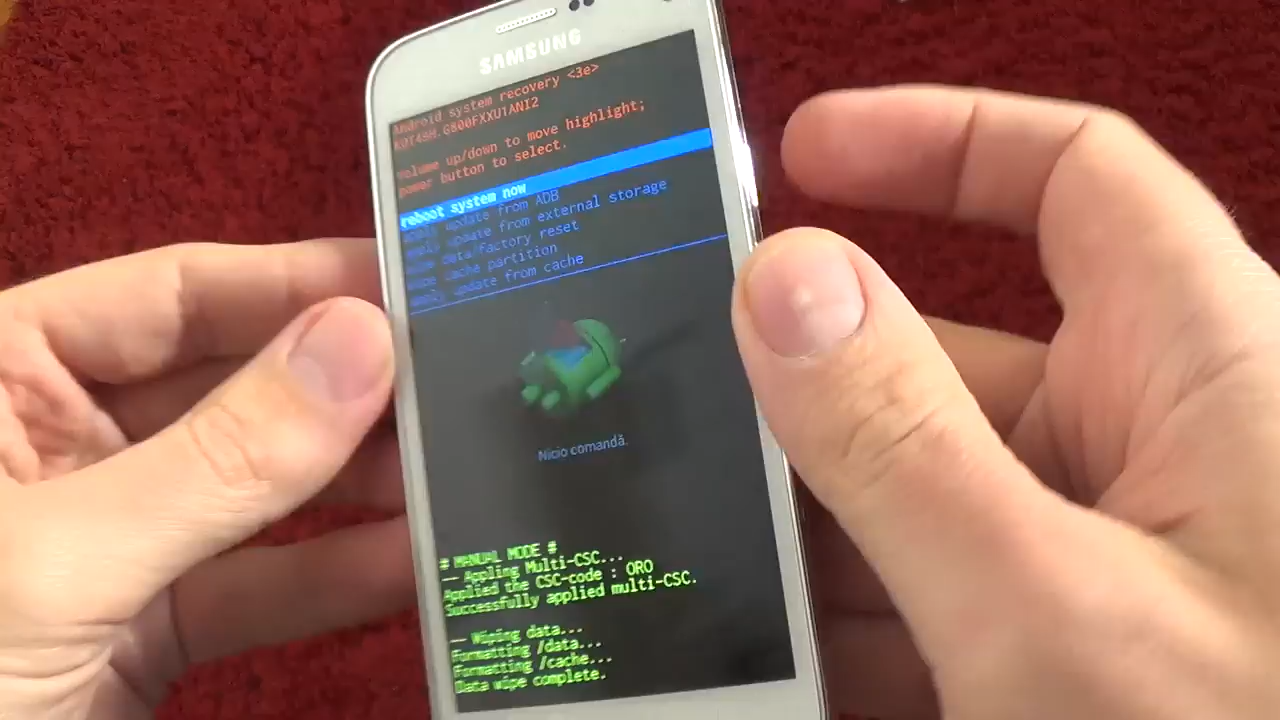 SAMSUNG
Android system recovery <3e>
KOT49H.G800FXXU1ANI2
Volume up/down to move highlight;
power button to select.
reboot system now
apply update from ADB
apply update from external storage
wipe data/factory reset
wipe cache partition
apply update from cache
Nicio comandă.
# MANUAL MODE #
-- Appling Multi-CSC...
Applied the CSC-code : ORO
Successfully applied multi-CSC.
-- Wiping data...
Formatting /data...
Formatting /cache...
Data wipe complete.